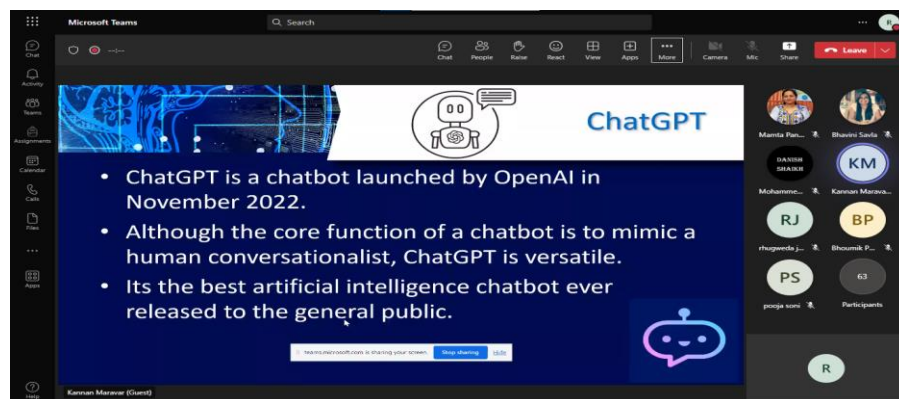 Microsoft Teams
Search
R
Chat
Activity
Teams
Assignments
Calendar
Calls
Files
Apps
Help
--:--
Chat
People
Raise
React
View
Apps
More
Camera
Mic
Share
Leave
ChatGPT
• ChatGPT is a chatbot launched by OpenAI in
November 2022.
• Although the core function of a chatbot is to mimic a
human conversationalist, ChatGPT is versatile.
• Its the best artificial intelligence chatbot ever
released to the general public.
teams.microsoft.com is sharing your screen.
Stop sharing
Hide
Kannan Maravar (Guest)
Mamta Pan...
Bhavini Savla
DANISH
SHAIKH
KM
Mohamme...
Kannan Marava...
RJ
BP
rhugweda j...
Bhoumik P...
PS
63
pooja soni
Participants
R